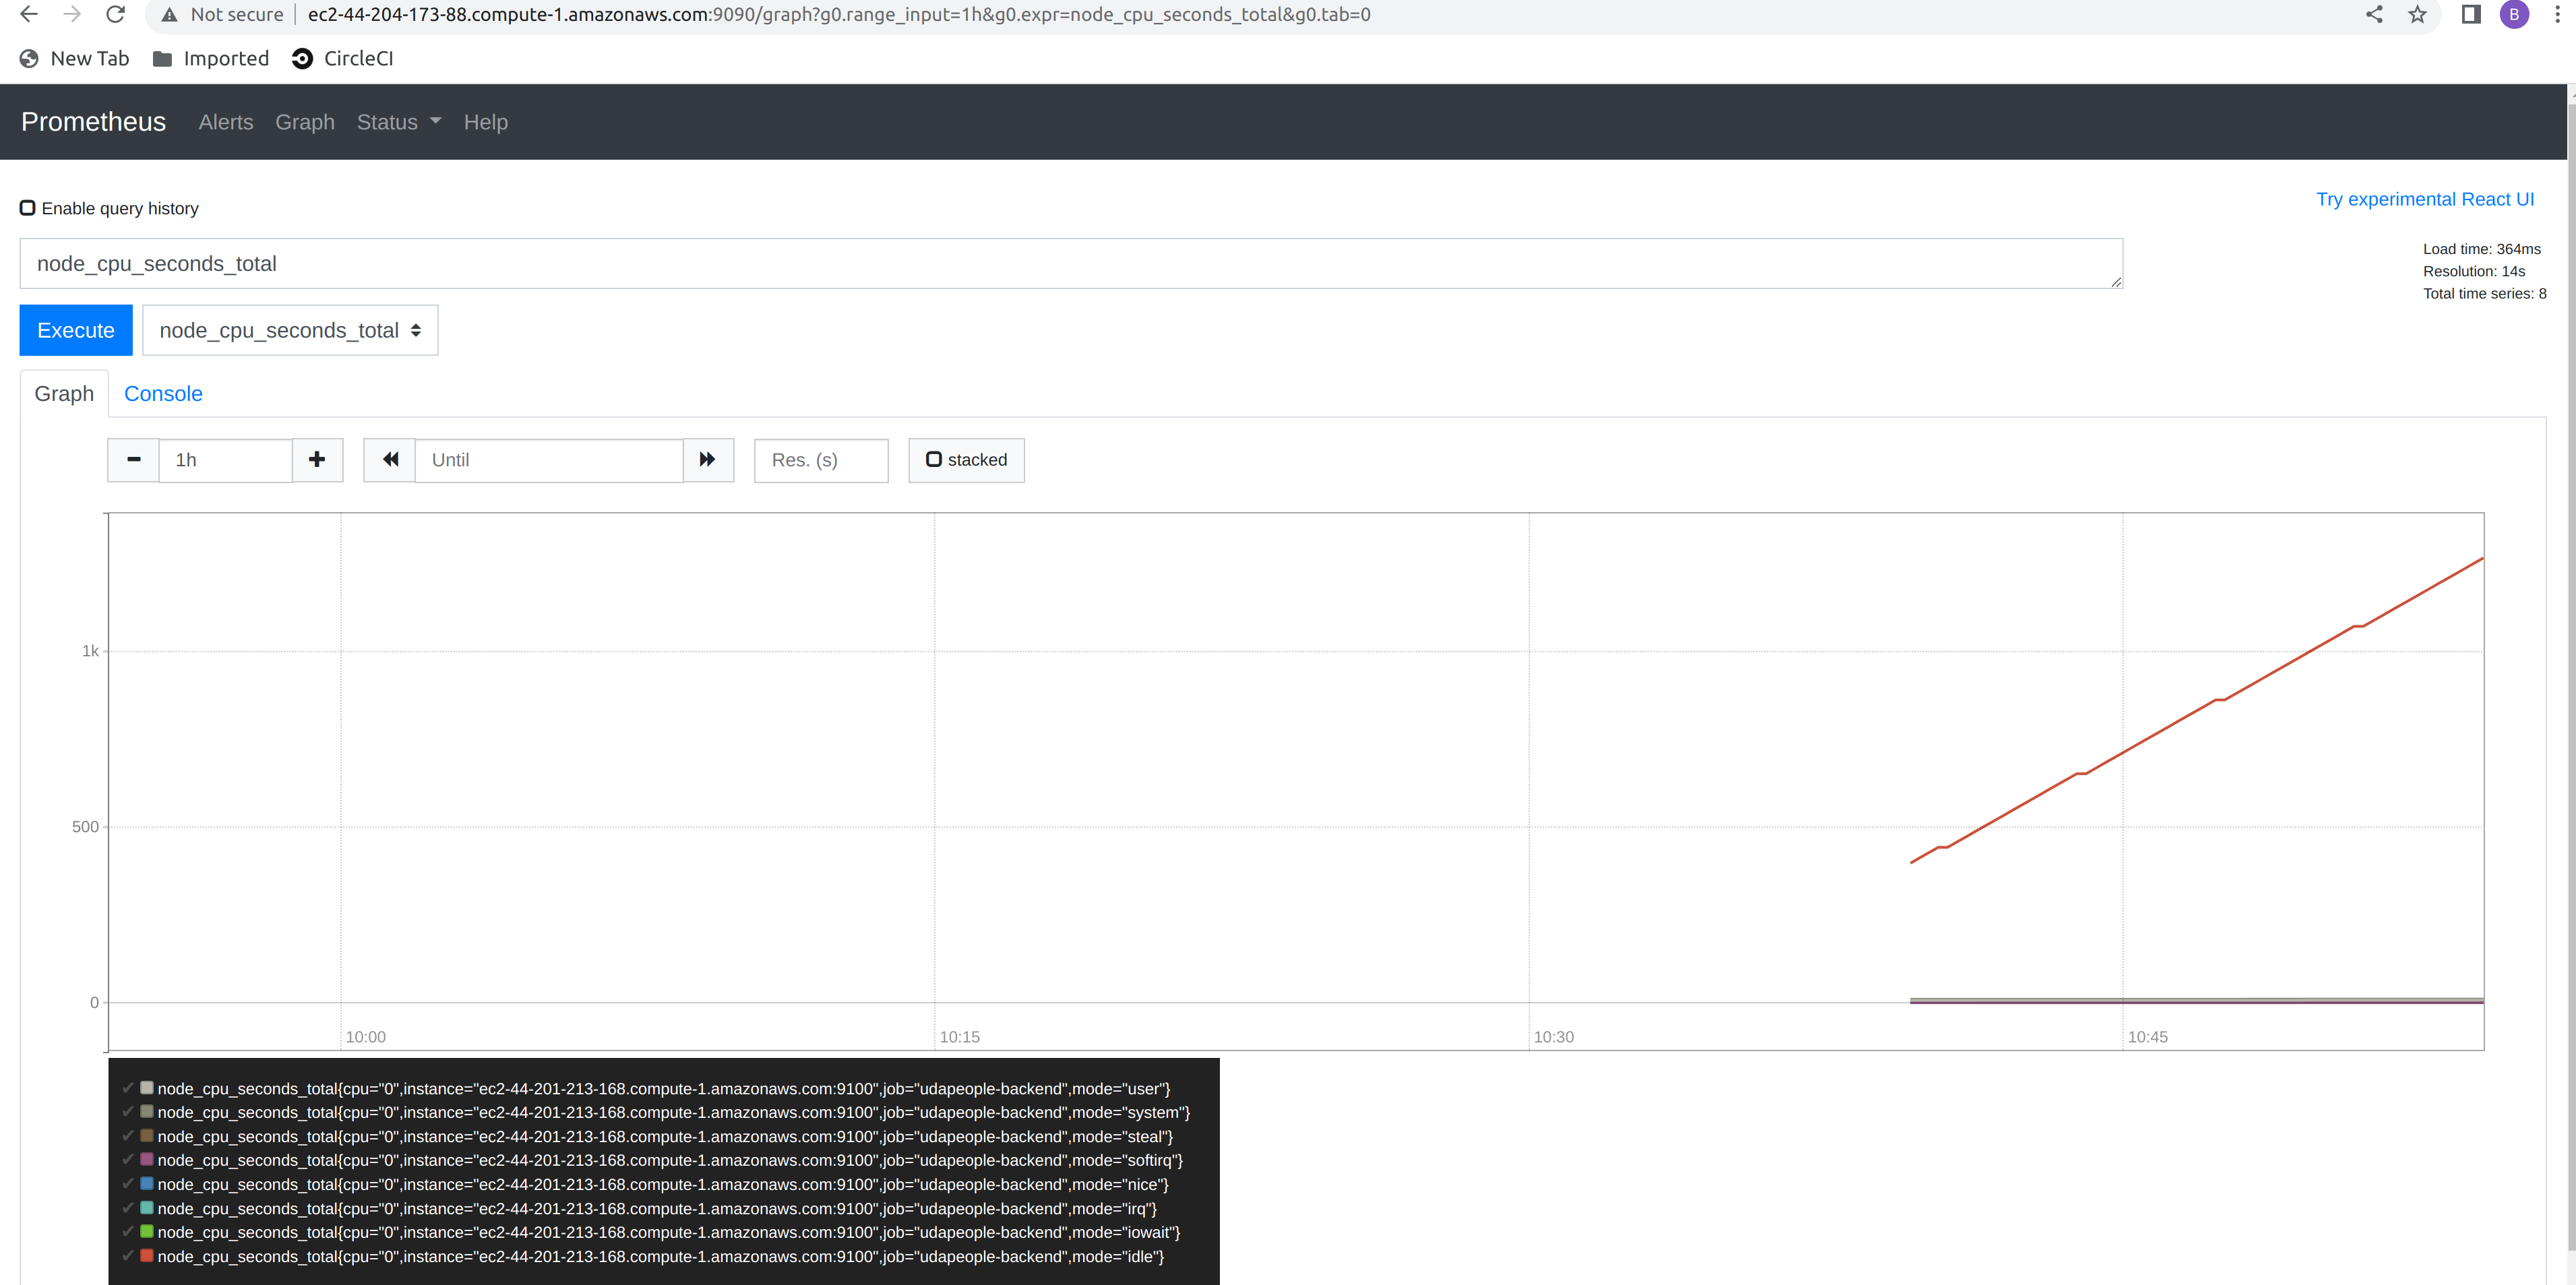 Not secure ec2-44-204-173-88.compute-1.amazonaws.com:9090/graph?g0.range_input=1h&g0.expr=node_cpu_seconds_total&g0.tab=0
B
New Tab Imported CircleCI
Prometheus Alerts Graph Status Help
Enable query history
Try experimental React UI
node_cpu_seconds_total
Load time: 364ms
Resolution: 14s
Total time series: 8
Execute node_cpu_seconds_total
Graph Console
1h Until Res. (s) stacked
1k
500
0
10:00 10:15 10:30 10:45
node_cpu_seconds_total{cpu="0",instance="ec2-44-201-213-168.compute-1.amazonaws.com:9100",job="udapeople-backend",mode="user"}
node_cpu_seconds_total{cpu="0",instance="ec2-44-201-213-168.compute-1.amazonaws.com:9100",job="udapeople-backend",mode="system"}
node_cpu_seconds_total{cpu="0",instance="ec2-44-201-213-168.compute-1.amazonaws.com:9100",job="udapeople-backend",mode="steal"}
node_cpu_seconds_total{cpu="0",instance="ec2-44-201-213-168.compute-1.amazonaws.com:9100",job="udapeople-backend",mode="softirq"}
node_cpu_seconds_total{cpu="0",instance="ec2-44-201-213-168.compute-1.amazonaws.com:9100",job="udapeople-backend",mode="nice"}
node_cpu_seconds_total{cpu="0",instance="ec2-44-201-213-168.compute-1.amazonaws.com:9100",job="udapeople-backend",mode="irq"}
node_cpu_seconds_total{cpu="0",instance="ec2-44-201-213-168.compute-1.amazonaws.com:9100",job="udapeople-backend",mode="iowait"}
node_cpu_seconds_total{cpu="0",instance="ec2-44-201-213-168.compute-1.amazonaws.com:9100",job="udapeople-backend",mode="idle"}